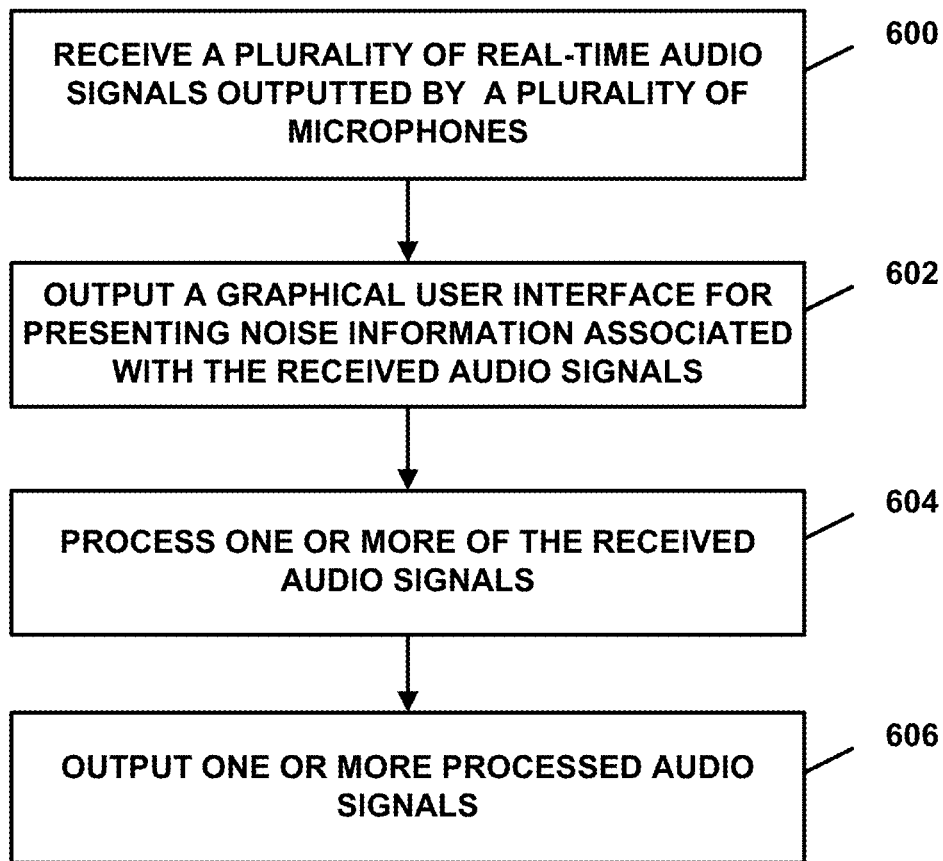 RECEIVE A PLURALITY OF REAL-TIME AUDIO
SIGNALS OUTPUTTED BY A PLURALITY OF
MICROPHONES
600
OUTPUT A GRAPHICAL USER INTERFACE FOR
PRESENTING NOISE INFORMATION ASSOCIATED
WITH THE RECEIVED AUDIO SIGNALS
602
PROCESS ONE OR MORE OF THE RECEIVED
AUDIO SIGNALS
604
OUTPUT ONE OR MORE PROCESSED AUDIO
SIGNALS
606